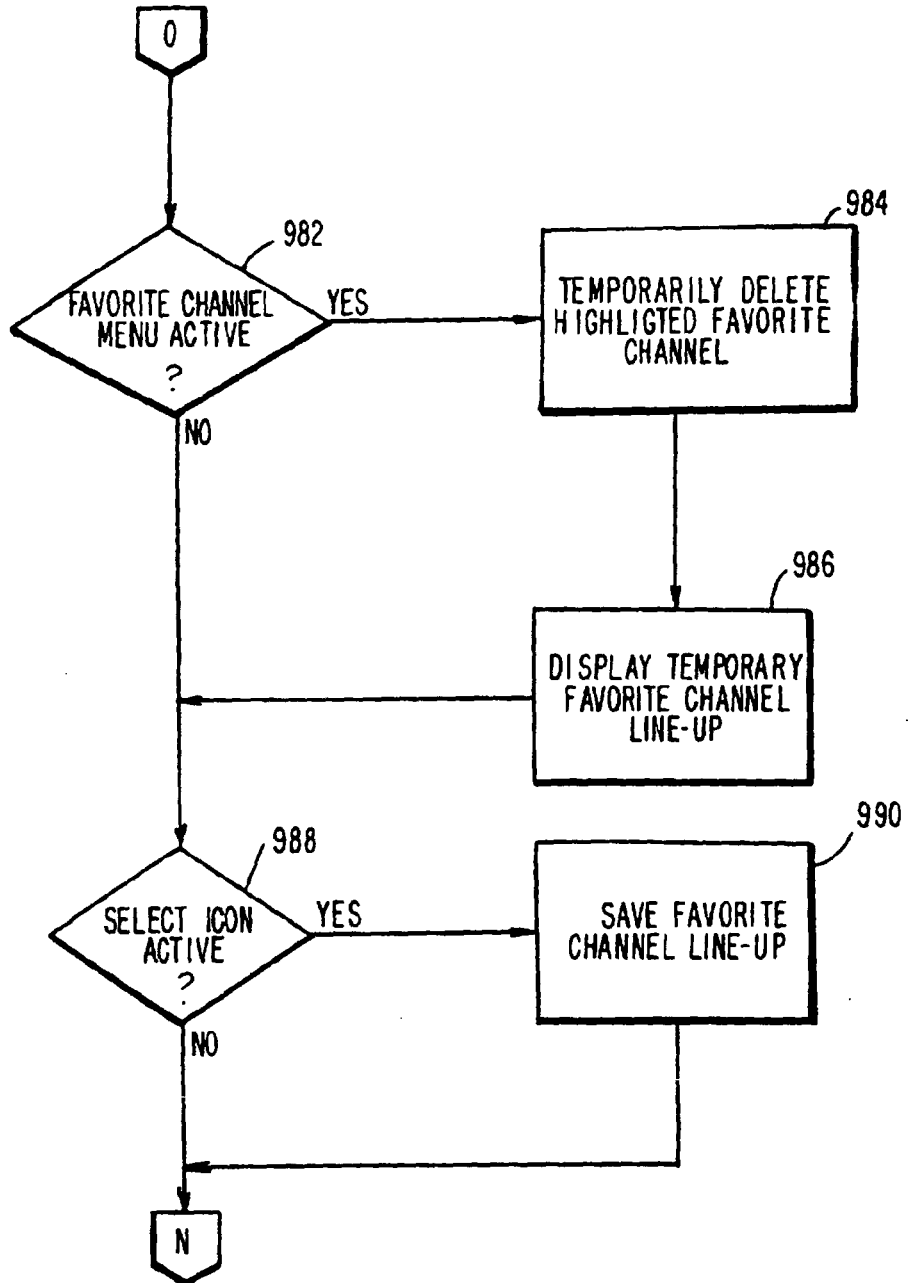 O
982
FAVORITE CHANNEL
MENU ACTIVE
?
YES
NO
984
TEMPORARILY DELETE
HIGHLIGTED FAVORITE
CHANNEL
986
DISPLAY TEMPORARY
FAVORITE CHANNEL
LINE-UP
988
SELECT ICON
ACTIVE
?
YES
NO
990
SAVE FAVORITE
CHANNEL LINE-UP
N